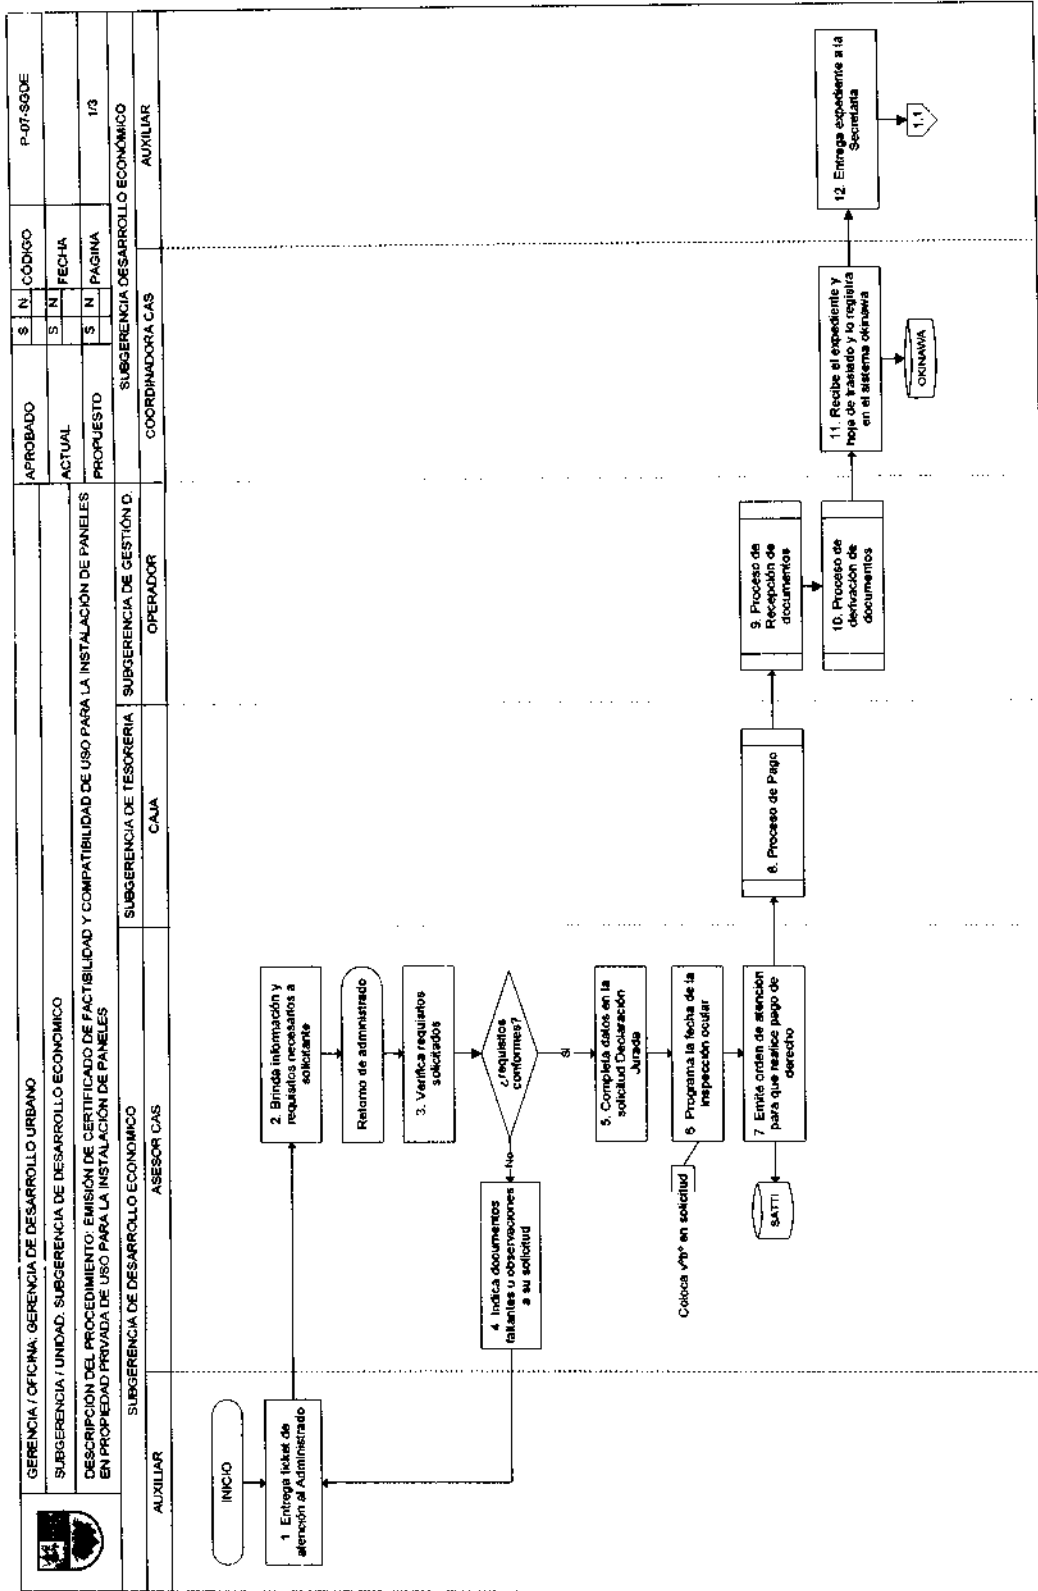 GERENCIA / OFICINA: GERENCIA DE DESARROLLO URBANO
APROBADO
S N CÓDIGO
P-07-SGDE
SUBGERENCIA / UNIDAD: SUBGERENCIA DE DESARROLLO ECONOMICO
ACTUAL
S N FECHA
DESCRIPCIÓN DEL PROCEDIMIENTO: EMISIÓN DE CERTIFICADO DE FACTIBILIDAD Y COMPATIBILIDAD DE USO PARA LA INSTALACIÓN DE PANELES
EN PROPIEDAD PRIVADA DE USO PARA LA INSTALACIÓN DE PANELES
PROPUESTO
S N PAGINA
1/3
SUBGERENCIA DE DESARROLLO ECONOMICO
SUBGERENCIA DE TESORERIA
SUBGERENCIA DE GESTIÓN D.
SUBGERENCIA DESARROLLO ECONÓMICO
AUXILIAR
ASESOR CAS
CAJA
OPERADOR
COORDINADORA CAS
AUXILIAR
INICIO
1 Entrega ticket de
atención al Administrado
2. Brinda información y
requisitos necesarios a
solicitante
Retorno de administrado
3. Verifica requisitos
solicitados
¿requisitos
conformes?
No
4 Indica documentos
faltantes u observaciones
a su solicitud
SI
5. Completa datos en la
solicitud Declaración
Jurada
6 Programa la fecha de la
inspección ocular
Coloca v°b° en solicitud
7 Emite orden de atención
para que realice pago de
derecho
SATTI
8. Proceso de Pago
9. Proceso de
Recepción de
documentos
10. Proceso de
derivación de
documentos
11. Recibe el expediente y
hoja de traslado y lo registra
en el sistema okinawa
OKINAWA
12. Entrega expediente a la
Secretaria
1.1